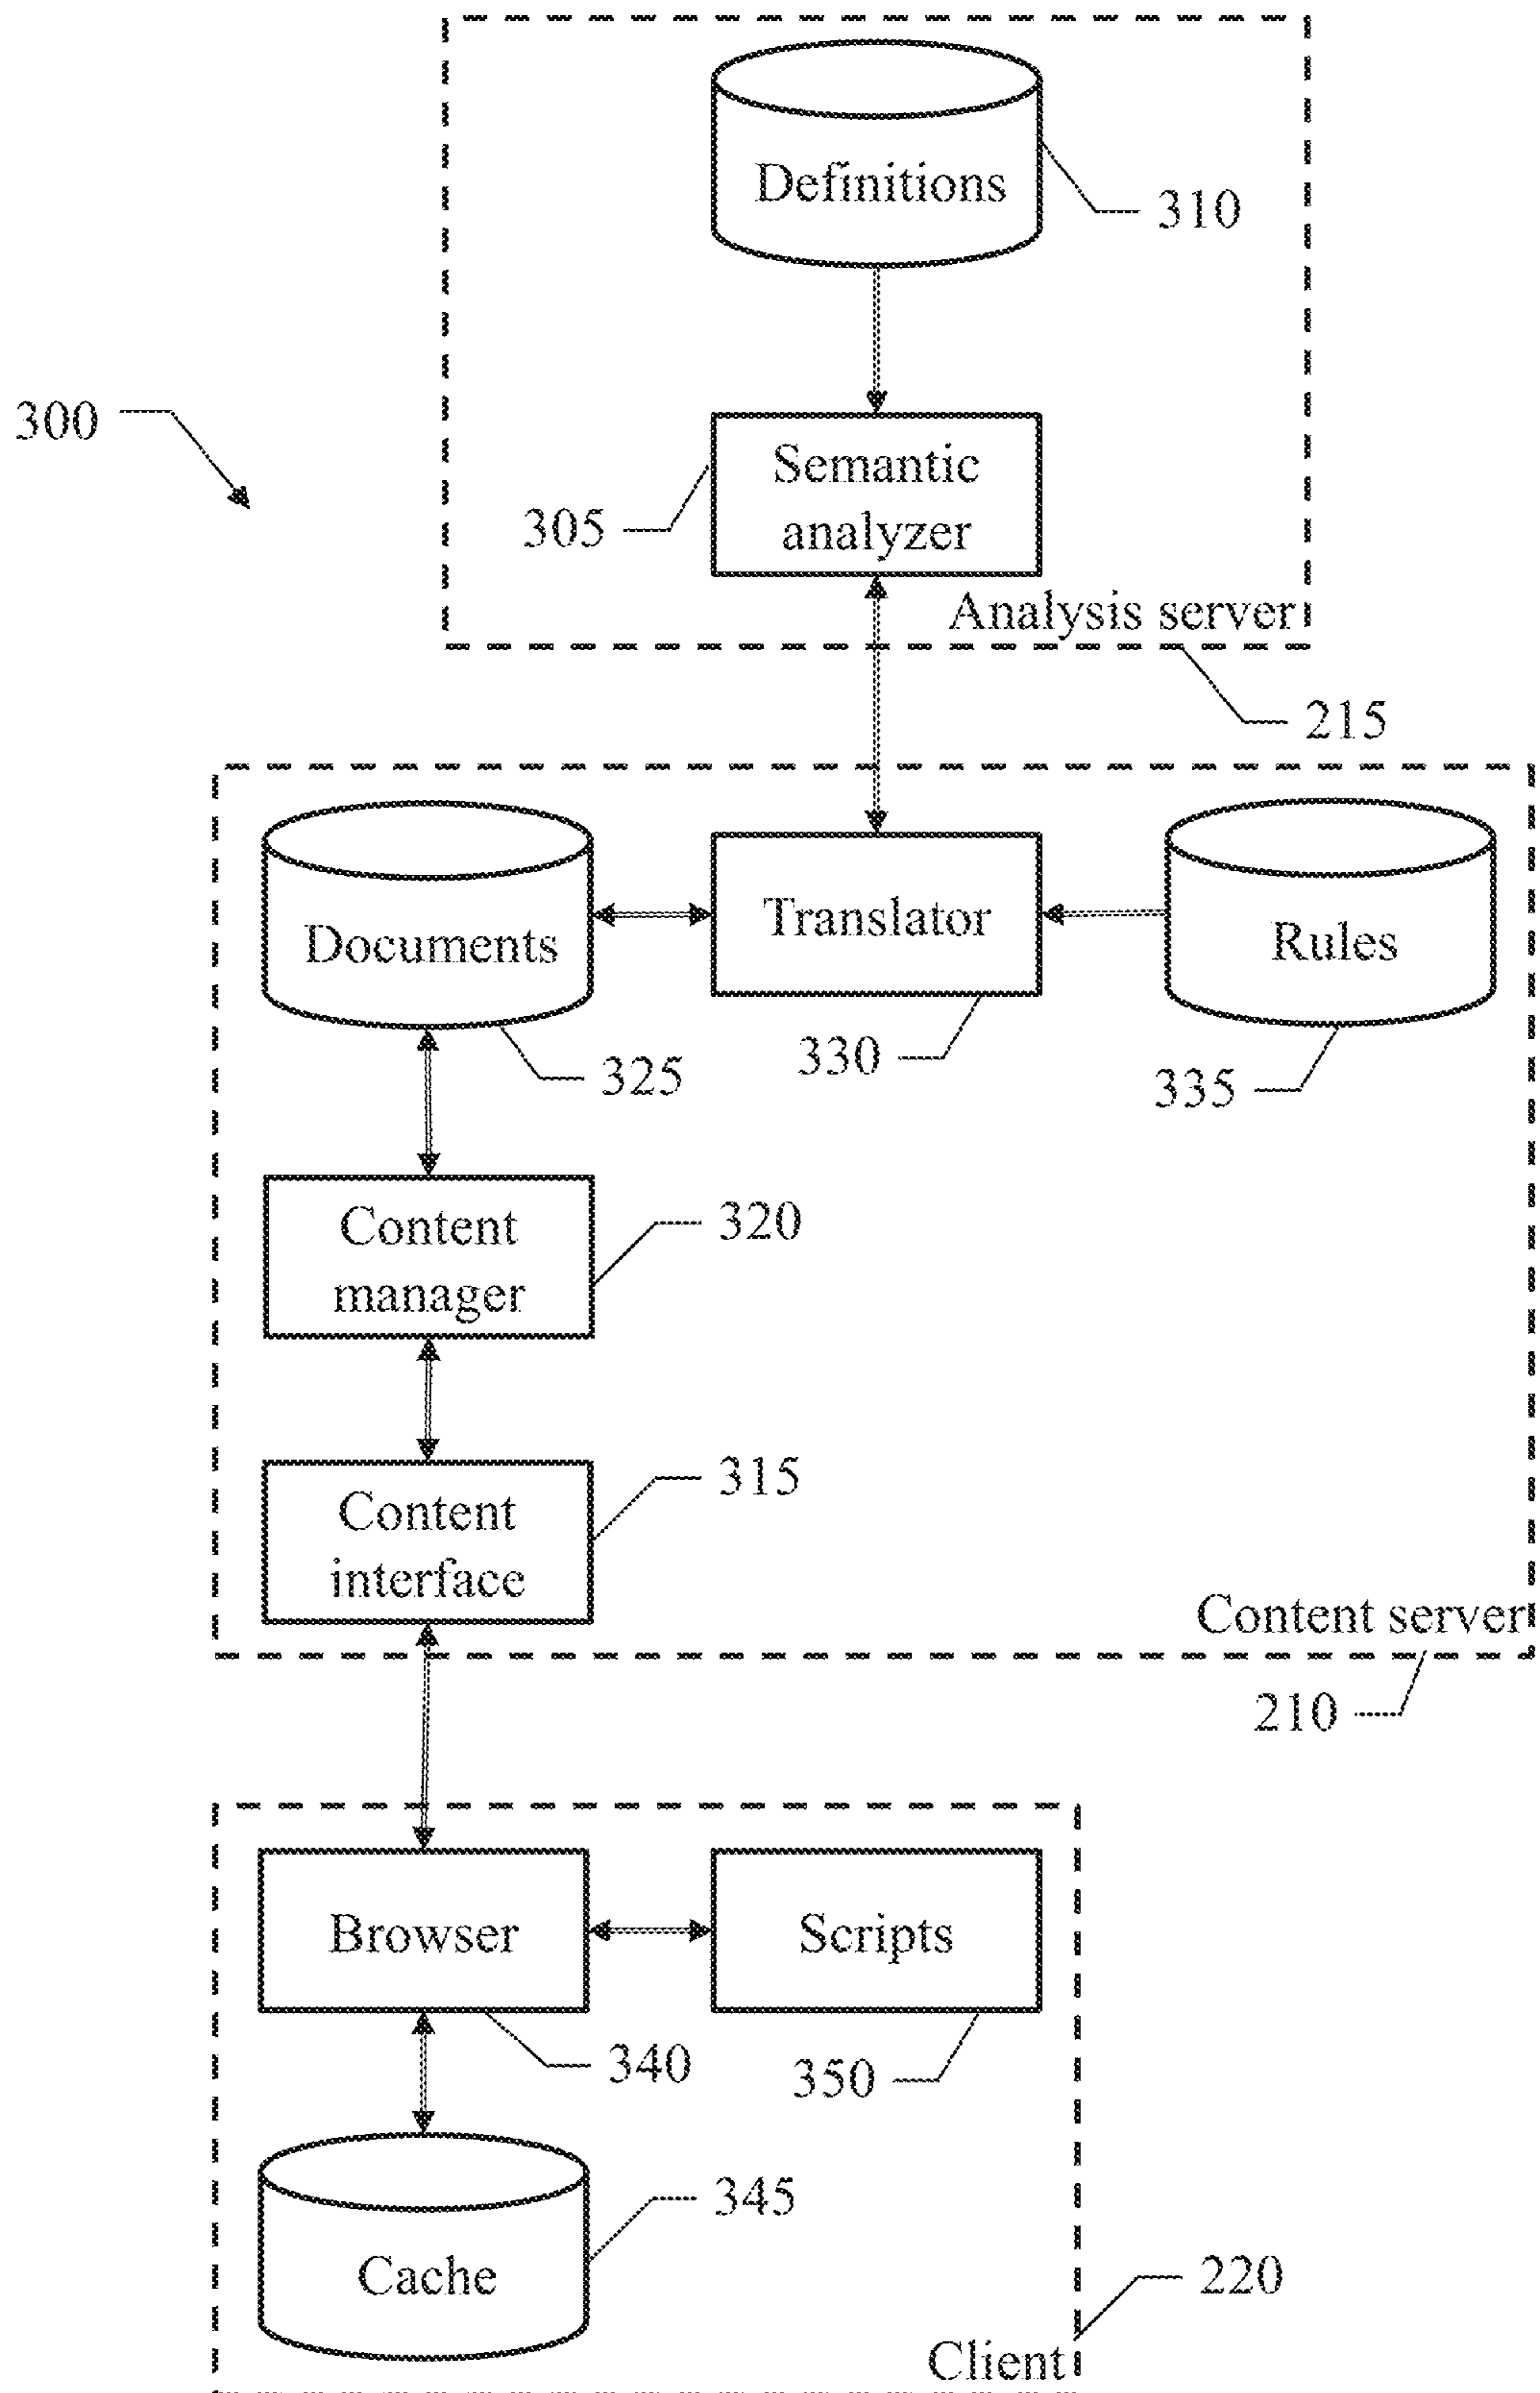 Definitions
310
300
Semantic
analyzer
305
Analysis server
215
Documents
Translator
Rules
325
330
335
Content
manager
320
Content
interface
315
Content server
210
Browser
Scripts
340
350
Cache
345
220
Client